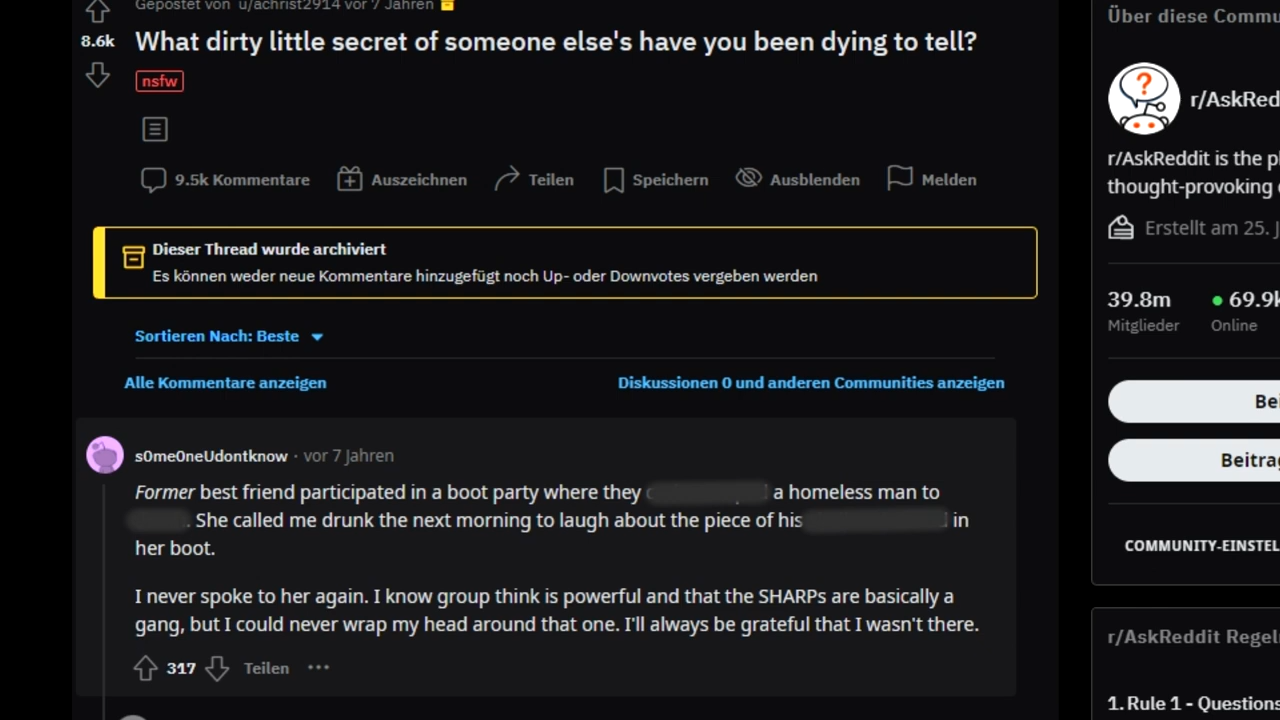 Gepostet von u/achrist2914 vor 7 Jahren
8.6k
What dirty little secret of someone else's have you been dying to tell?
nsfw
9.5k Kommentare Auszeichnen Teilen Speichern Ausblenden Melden
Dieser Thread wurde archiviert
Es können weder neue Kommentare hinzugefügt noch Up- oder Downvotes vergeben werden
Sortieren Nach: Beste
Alle Kommentare anzeigen
Diskussionen 0 und anderen Communities anzeigen
s0me0neUdontknow · vor 7 Jahren
Former best friend participated in a boot party where they a homeless man to
. She called me drunk the next morning to laugh about the piece of his in
her boot.
I never spoke to her again. I know group think is powerful and that the SHARPs are basically a
gang, but I could never wrap my head around that one. I'll always be grateful that I wasn't there.
317 Teilen
Über diese Commu
r/AskRed
r/AskReddit is the pl
thought-provoking
Erstellt am 25. J
39.8m 69.9k
Mitglieder Online
Bei
Beitrag
COMMUNITY-EINSTEL
r/AskReddit Regel
1. Rule 1 - Questions